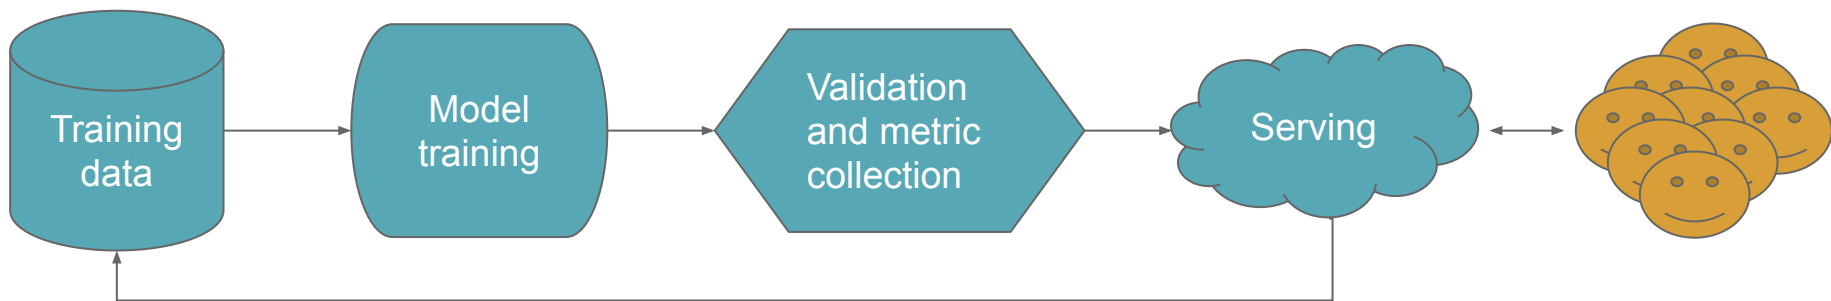 Training
data
Model
training
Validation
and metric
collection
Serving